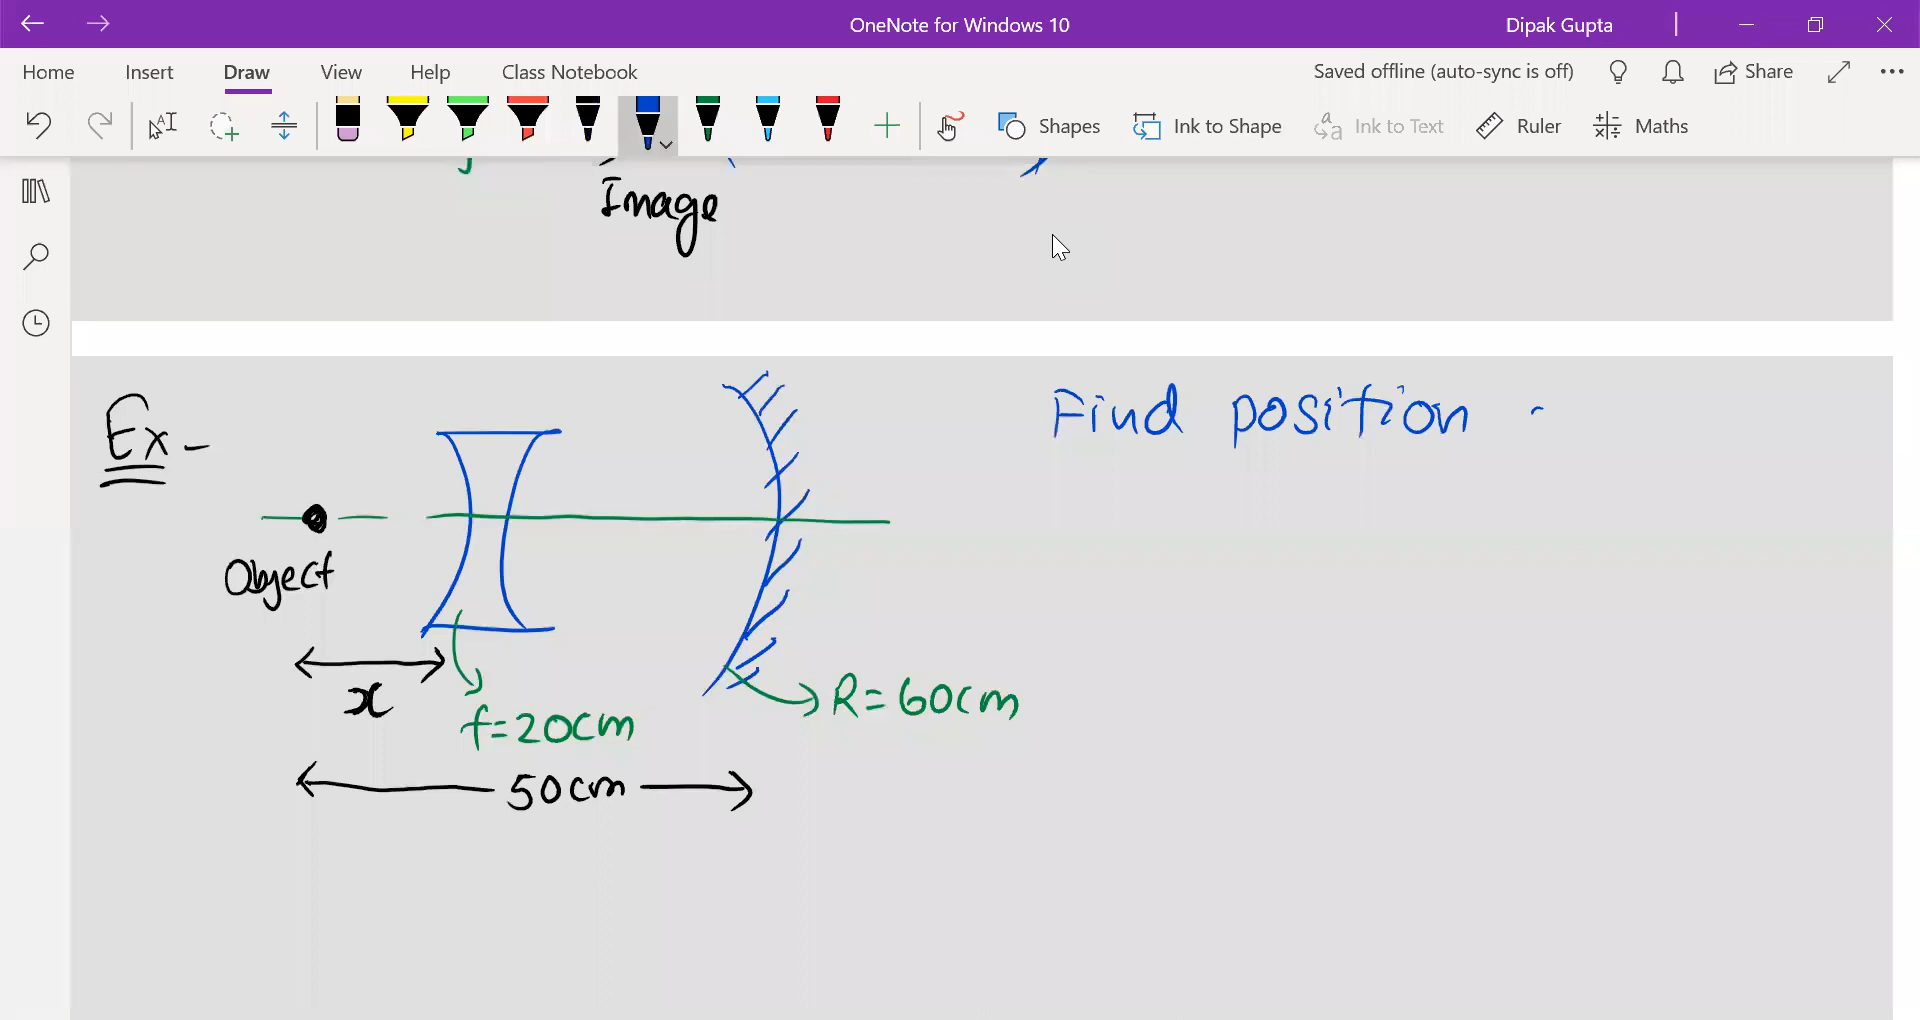 OneNote for Windows 10
Dipak Gupta
Home Insert Draw View Help Class Notebook
Saved offline (auto-sync is off) Share
Shapes Ink to Shape Ink to Text Ruler Maths
Image
Ex- Find position
Object
x
f=20cm
R=60cm
50cm